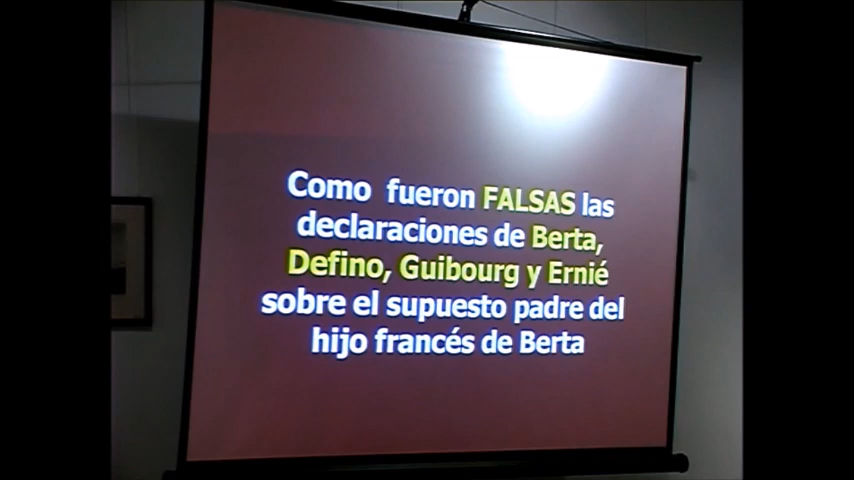 Como fueron FALSAS las
declaraciones de Berta,
Defino, Guibourg y Ernié
sobre el supuesto padre del
hijo francés de Berta